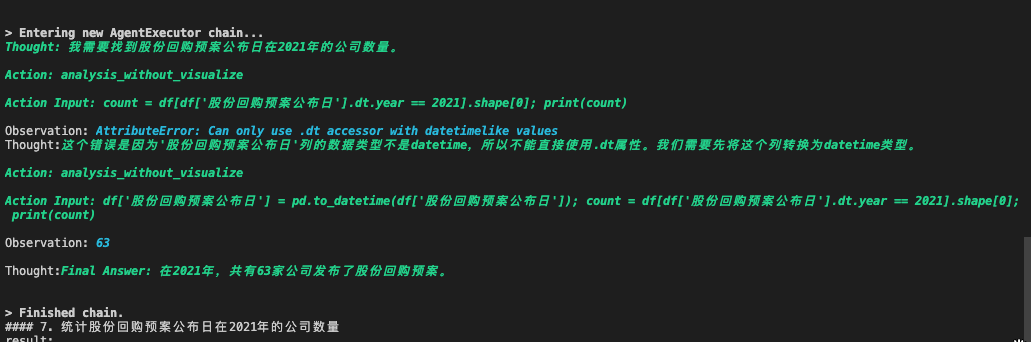 > Entering new AgentExecutor chain...
Thought: 我需要找到股份回购预案公布日在2021年的公司数量。
Action: analysis_without_visualize
Action Input: count = df[df['股份回购预案公布日'].dt.year == 2021].shape[0]; print(count)
Observation: AttributeError: Can only use .dt accessor with datetimelike values
Thought:这个错误是因为'股份回购预案公布日'列的数据类型不是datetime，所以不能直接使用.dt属性。我们需要先将这个列转换为datetime类型。
Action: analysis_without_visualize
Action Input: df['股份回购预案公布日'] = pd.to_datetime(df['股份回购预案公布日']); count = df[df['股份回购预案公布日'].dt.year == 2021].shape[0];
print(count)
Observation: 63
Thought:Final Answer: 在2021年，共有63家公司发布了股份回购预案。
> Finished chain.
#### 7. 统计股份回购预案公布日在2021年的公司数量
result: